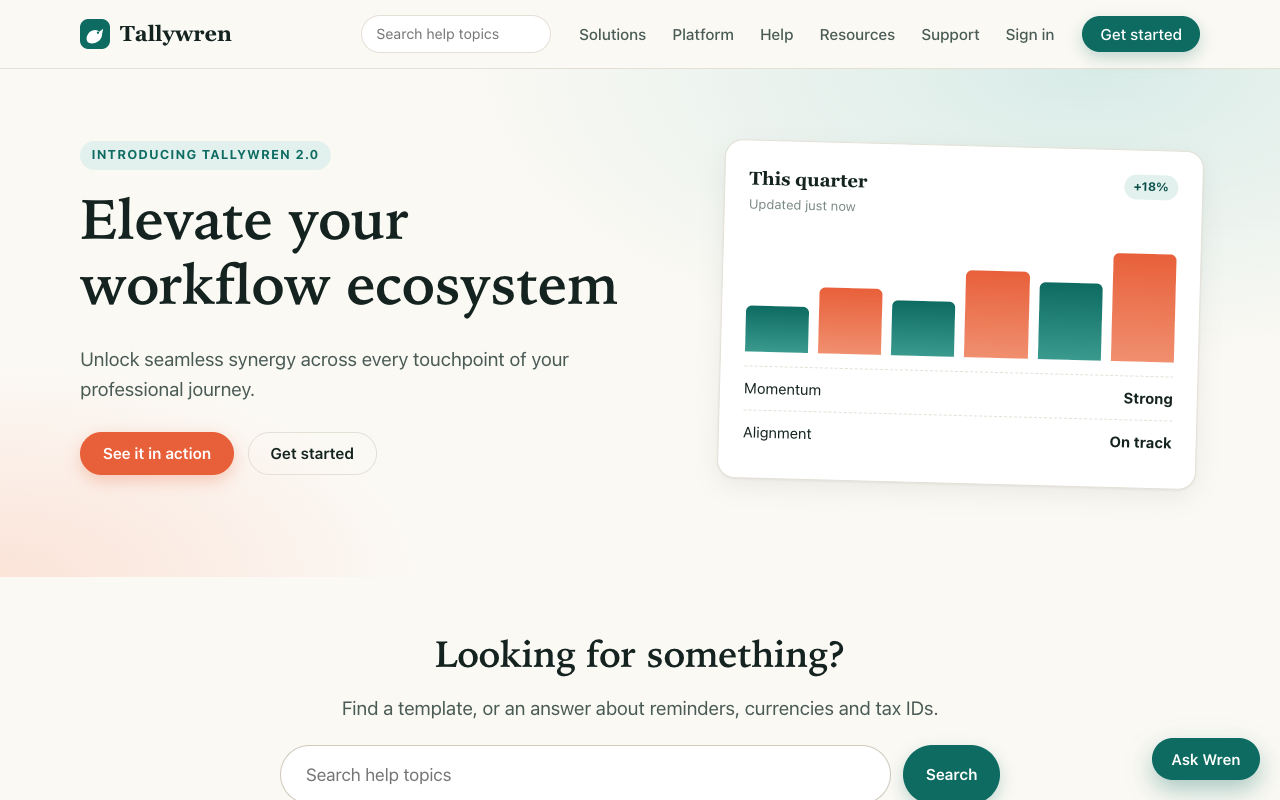 Tallywren
Search help topics
Solutions
Platform
Help
Resources
Support
Sign in
Get started
INTRODUCING TALLYWREN 2.0
Elevate your
workflow ecosystem
Unlock seamless synergy across every touchpoint of your
professional journey.
See it in action
Get started
This quarter
+18%
Updated just now
Momentum
Strong
Alignment
On track
Looking for something?
Find a template, or an answer about reminders, currencies and tax IDs.
Search help topics
Search
Ask Wren